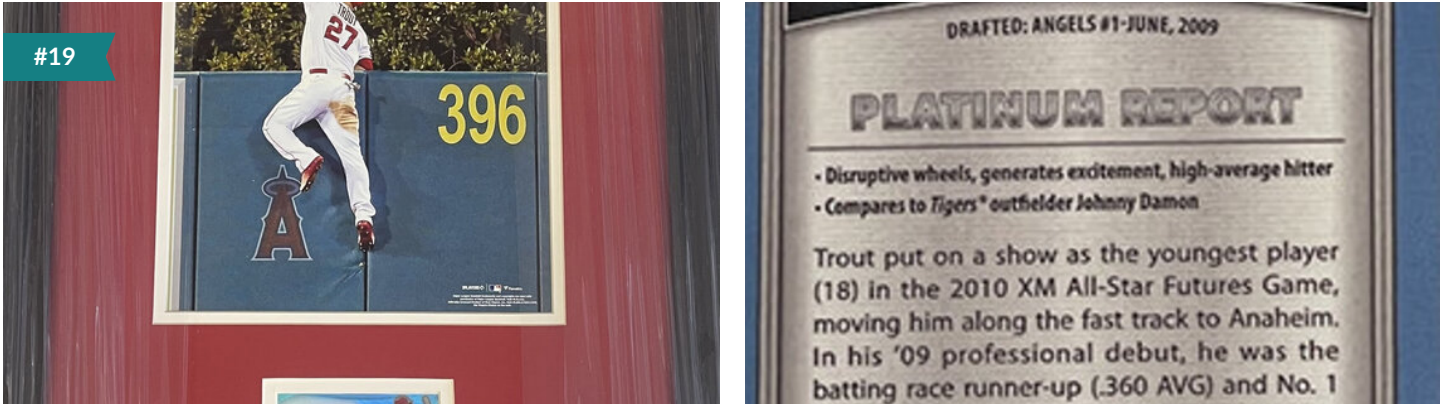 #19
TROUT
27
396
A
DRAFTED: ANGELS #1-JUNE, 2009
PLATINUM REPORT
• Disruptive wheels, generates excitement, high-average hitter
• Compares to Tigers® outfielder Johnny Damon
Trout put on a show as the youngest player
(18) in the 2010 XM All-Star Futures Game,
moving him along the fast track to Anaheim.
In his '09 professional debut, he was the
batting race runner-up (.360 AVG) and No. 1